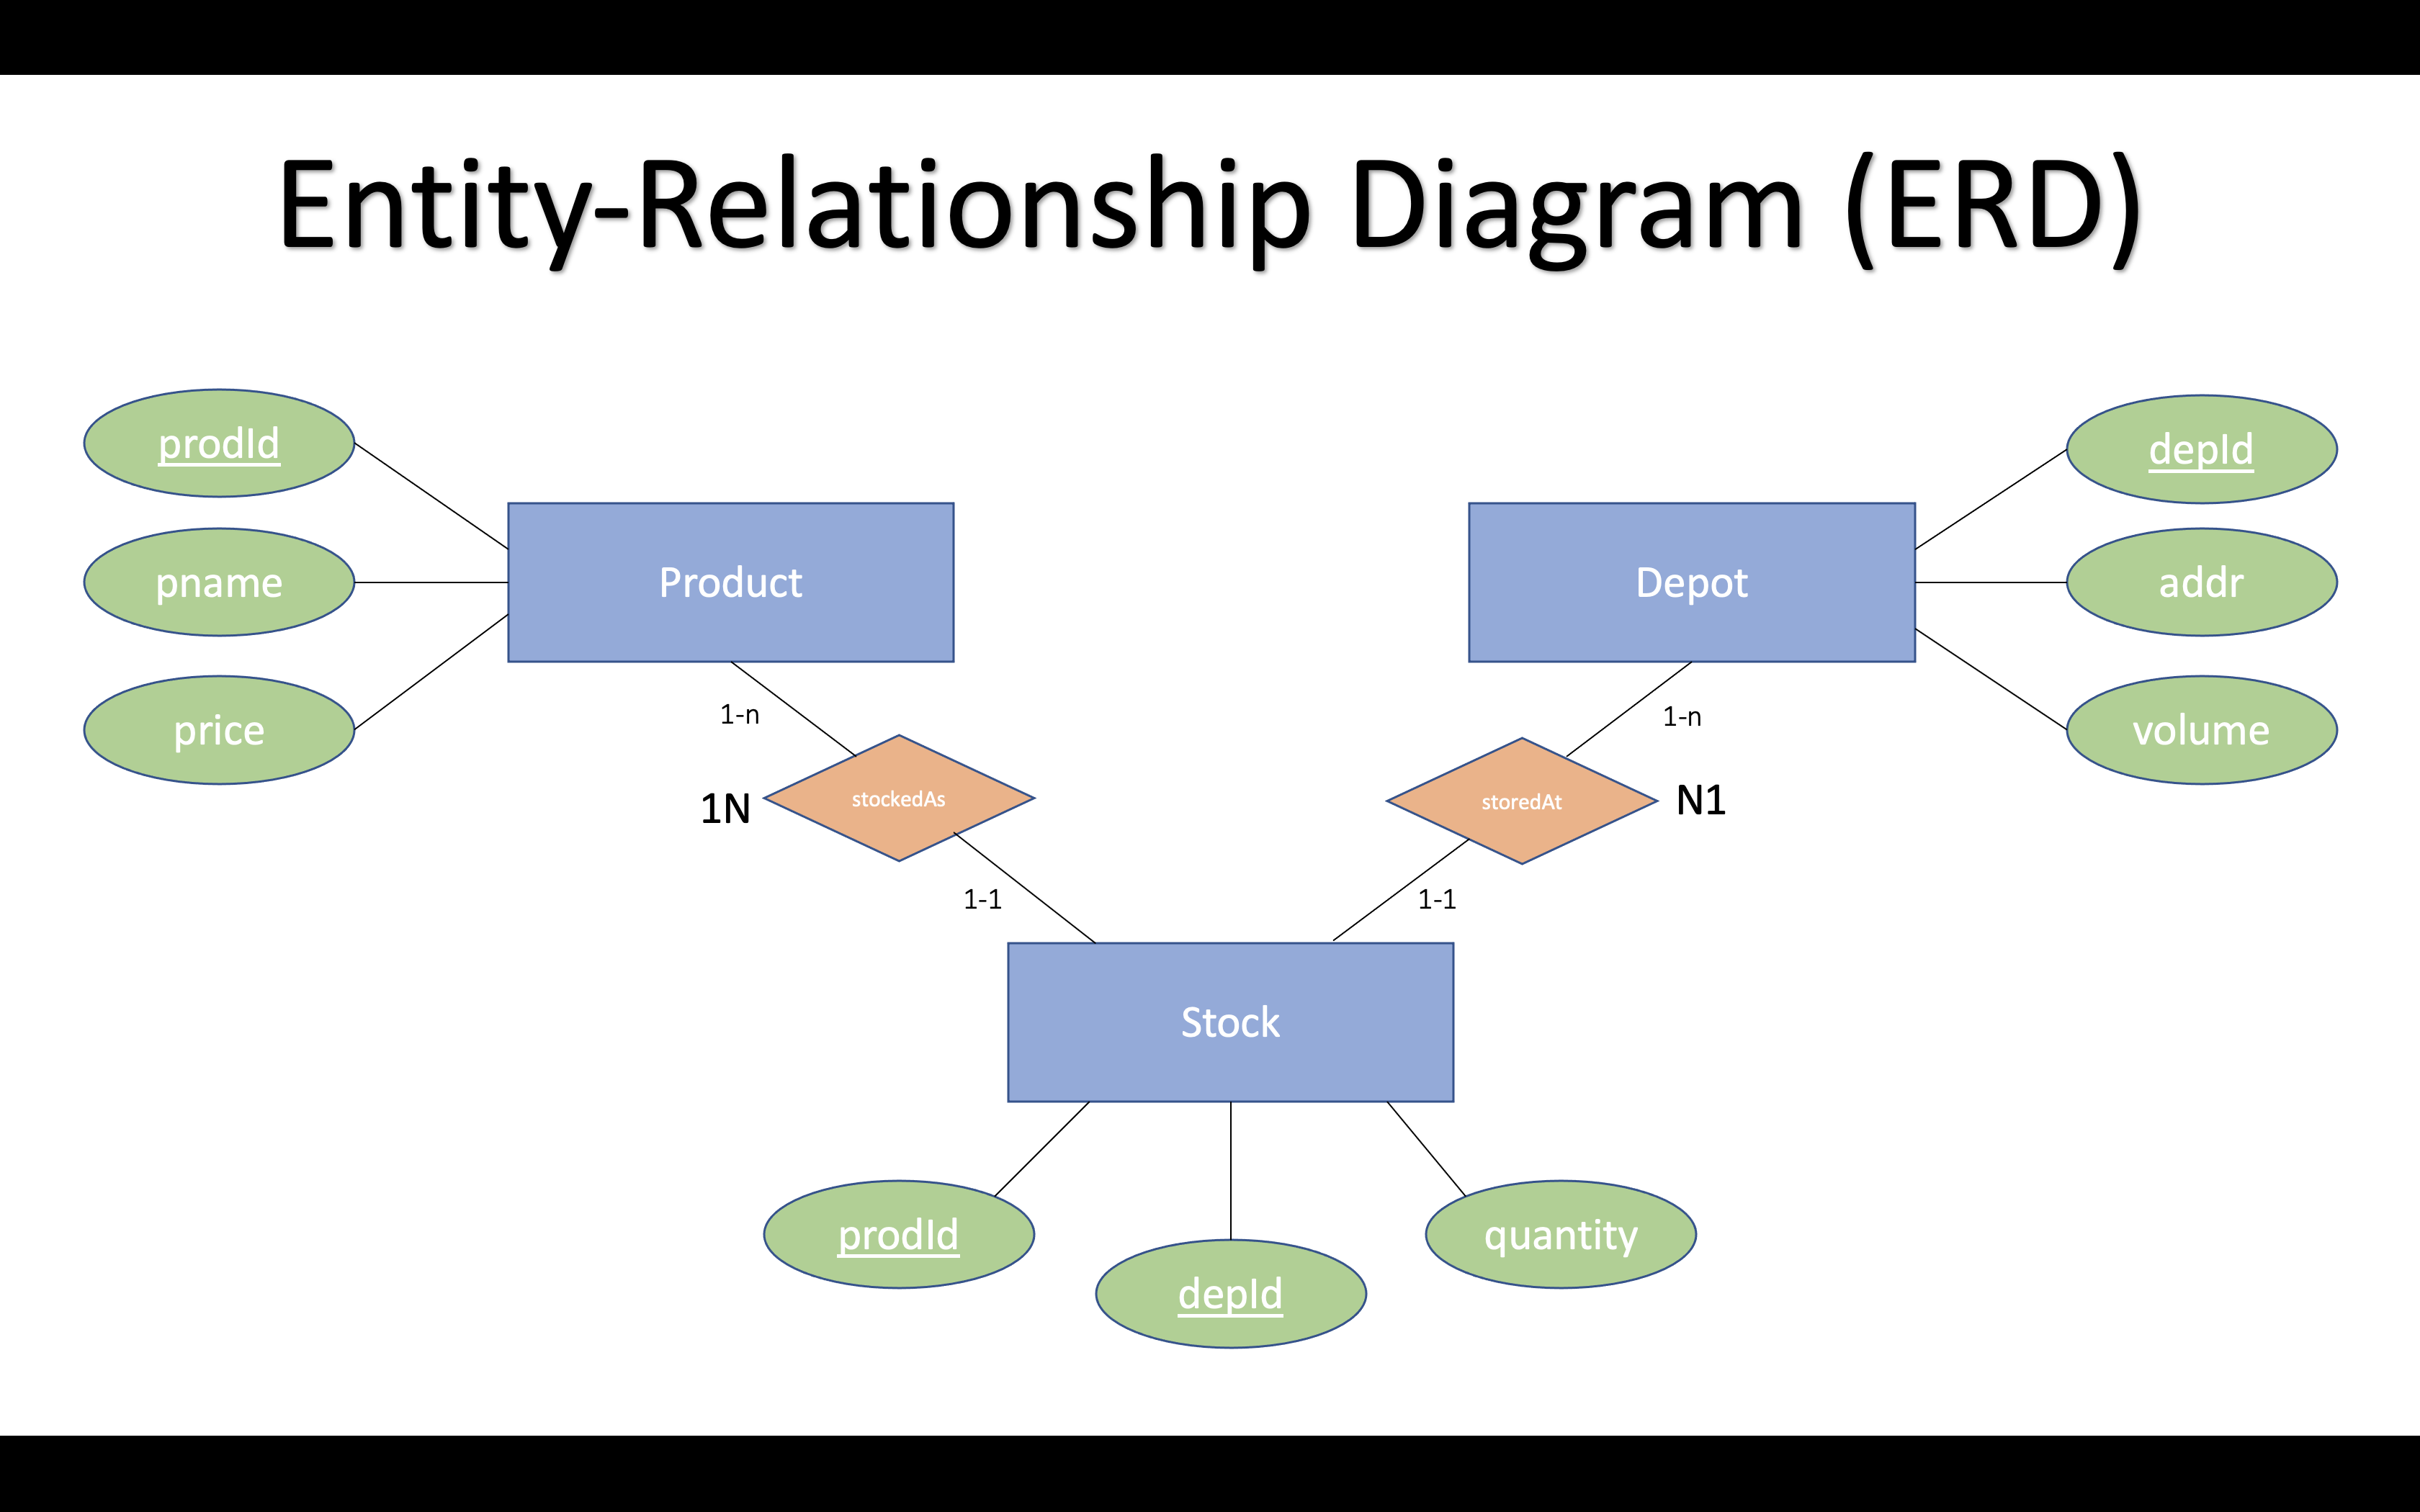 Entity-Relationship Diagram (ERD)
prodId
depId
pname
Product
Depot
addr
price
volume
1-n
1-n
1N
stockedAs
storedAt
N1
1-1
1-1
Stock
prodId
depId
quantity